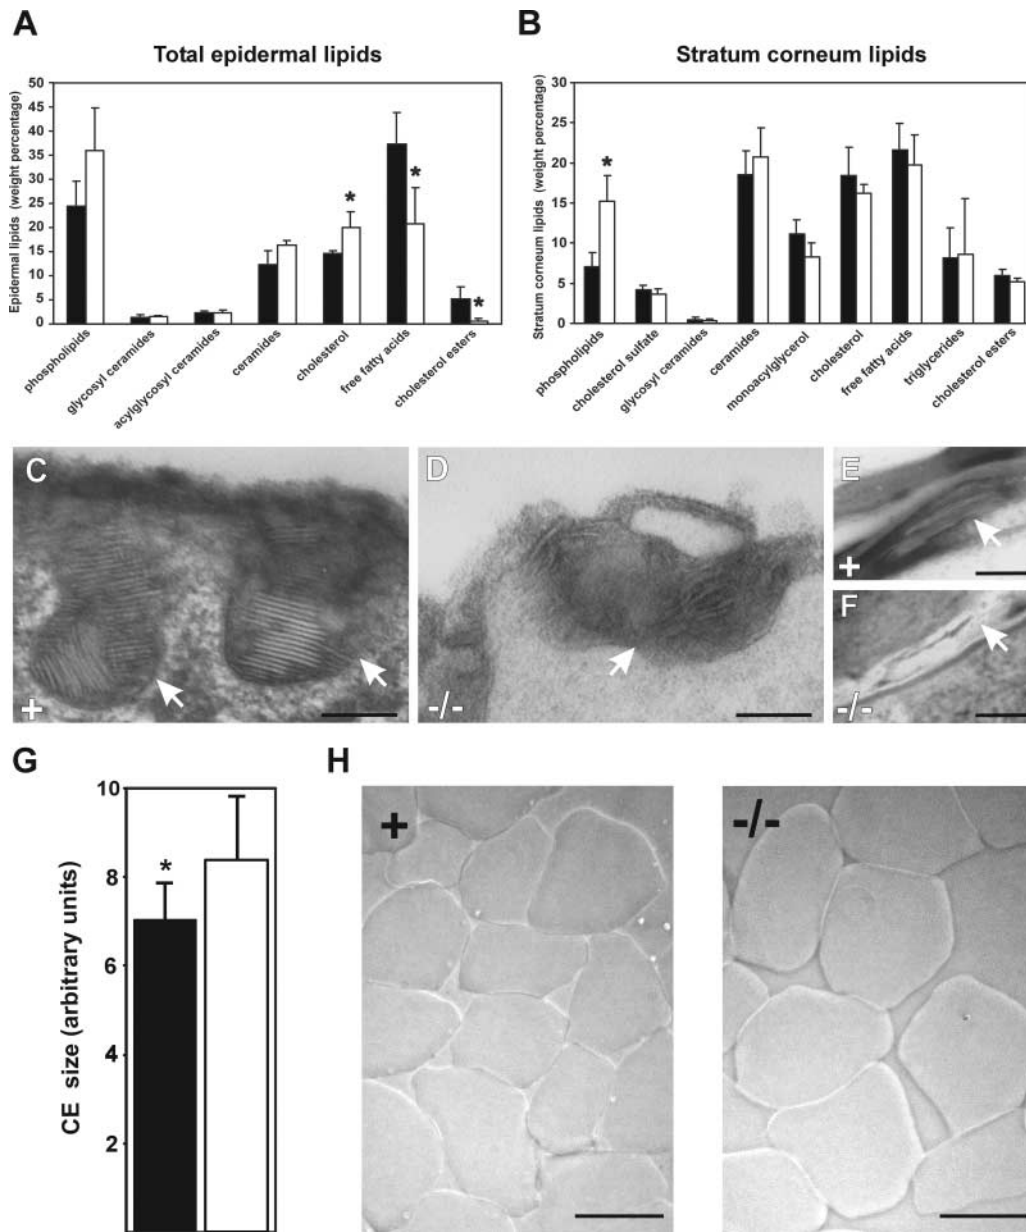 A
B
Total epidermal lipids
Stratum corneum lipids
Epidermal lipids (weight percentage)
50
45
40
35
30
25
20
15
10
5
0
*
*
*
phospholipids
glycosyl ceramides
acylglycosyl ceramides
ceramides
cholesterol
free fatty acids
cholesterol esters
Stratum corneum lipids (weight percentage)
30
25
20
15
10
5
0
*
phospholipids
cholesterol sulfate
glycosyl ceramides
ceramides
monoacylglycerol
cholesterol
free fatty acids
triglycerides
cholesterol esters
C
+
D
-/-
E
+
F
-/-
G
CE size (arbitrary units)
10
8
6
4
2
*
H
+
-/-